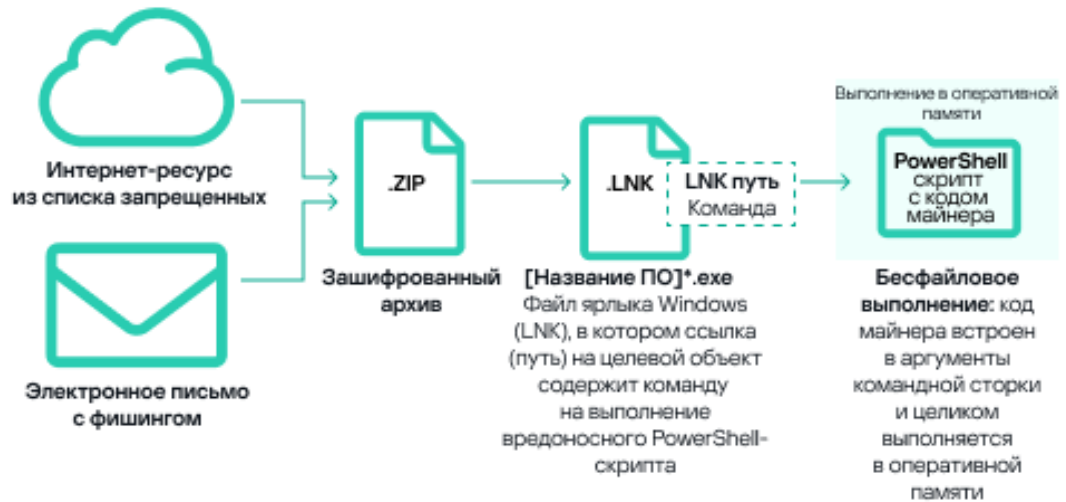 Интернет-ресурс
из списка запрещенных
Электронное письмо
с фишингом
.ZIP
Зашифрованный
архив
.LNK
LNK путь
Команда
[Название ПО]*.exe
Файл ярлыка Windows
(LNK), в котором ссылка
(путь) на целевой объект
содержит команду
на выполнение
вредоносного PowerShell-
скрипта
Выполнение в оперативной
памяти
PowerShell
скрипт
с кодом
майнера
Бесфайловое
выполнение: код
майнера встроен
в аргументы
командной сторки
и целиком
выполняется
в оперативной
памяти